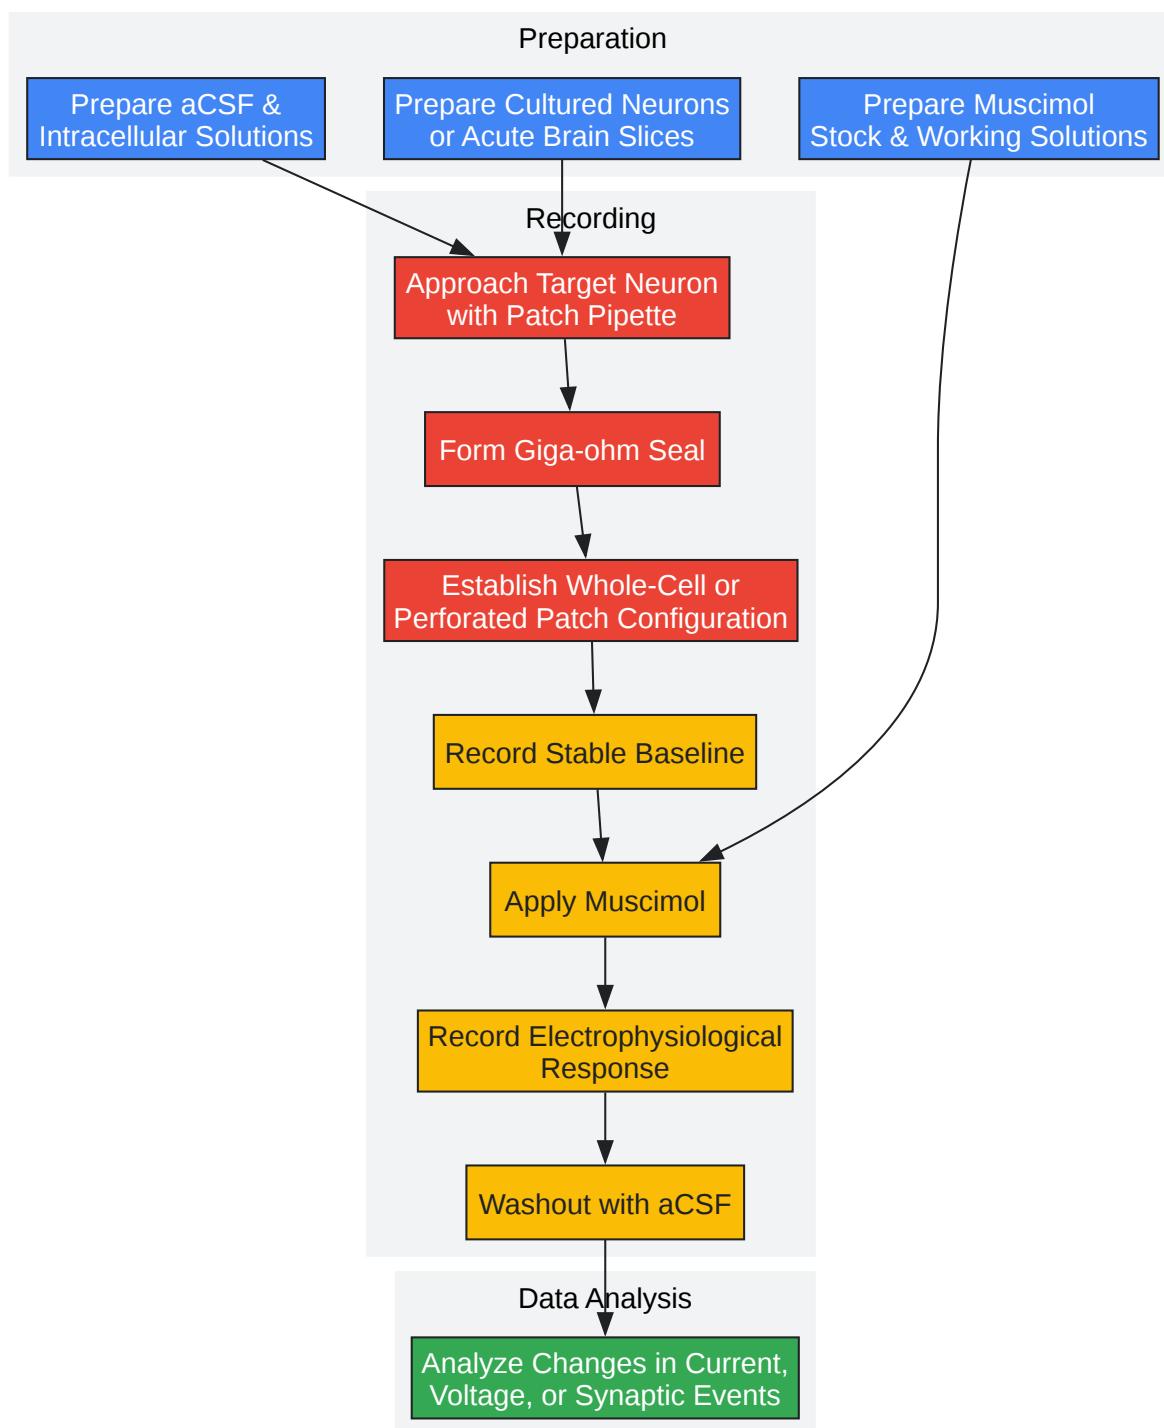 Preparation
Prepare aCSF &
Intracellular Solutions
Prepare Cultured Neurons
or Acute Brain Slices
Prepare Muscimol
Stock & Working Solutions
Recording
Approach Target Neuron
with Patch Pipette
Form Giga-ohm Seal
Establish Whole-Cell or
Perforated Patch Configuration
Record Stable Baseline
Apply Muscimol
Record Electrophysiological
Response
Washout with aCSF
Data Analysis
Analyze Changes in Current,
Voltage, or Synaptic Events